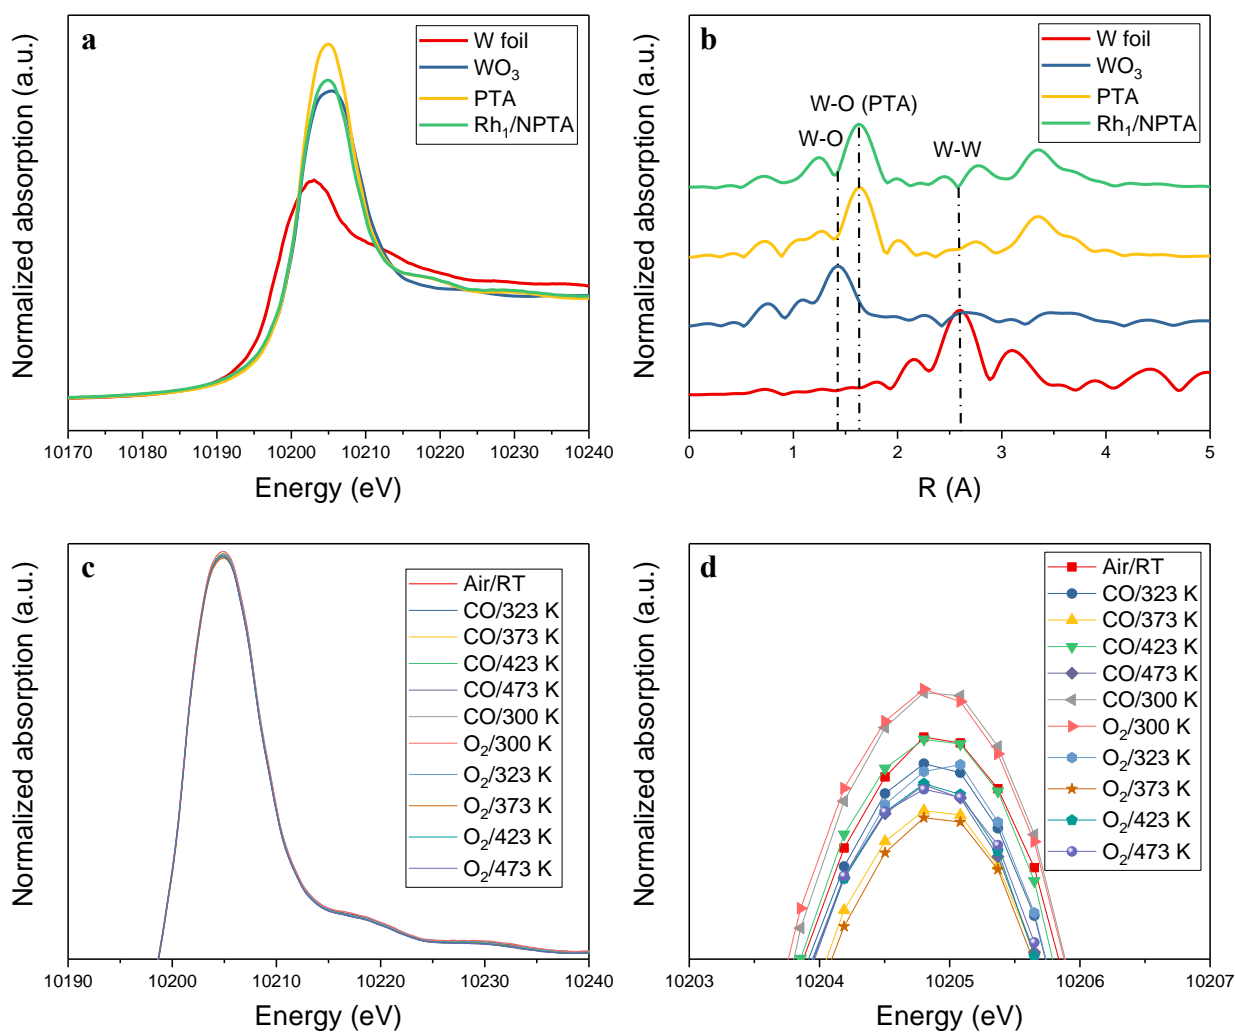 a
W foil
WO3
PTA
Rh1/NPTA
Normalized absorption (a.u.)
10170 10180 10190 10200 10210 10220 10230 10240
Energy (eV)
b
W foil
WO3
PTA
Rh1/NPTA
W-O (PTA)
W-O
W-W
Normalized absorption (a.u.)
0 1 2 3 4 5
R (A)
c
Air/RT
CO/323 K
CO/373 K
CO/423 K
CO/473 K
CO/300 K
O2/300 K
O2/323 K
O2/373 K
O2/423 K
O2/473 K
Normalized absorption (a.u.)
10190 10200 10210 10220 10230 10240
Energy (eV)
d
Air/RT
CO/323 K
CO/373 K
CO/423 K
CO/473 K
CO/300 K
O2/300 K
O2/323 K
O2/373 K
O2/423 K
O2/473 K
Normalized absorption (a.u.)
10203 10204 10205 10206 10207
Energy (eV)